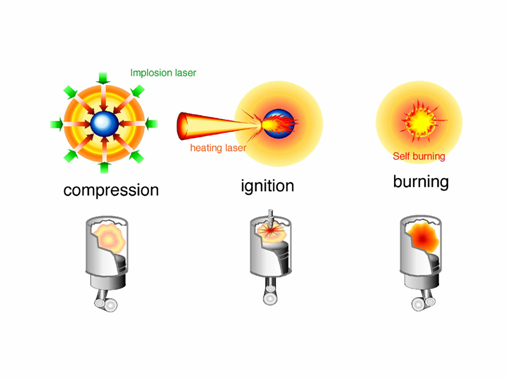 Implosion laser
heating laser
Self burning
compression
ignition
burning